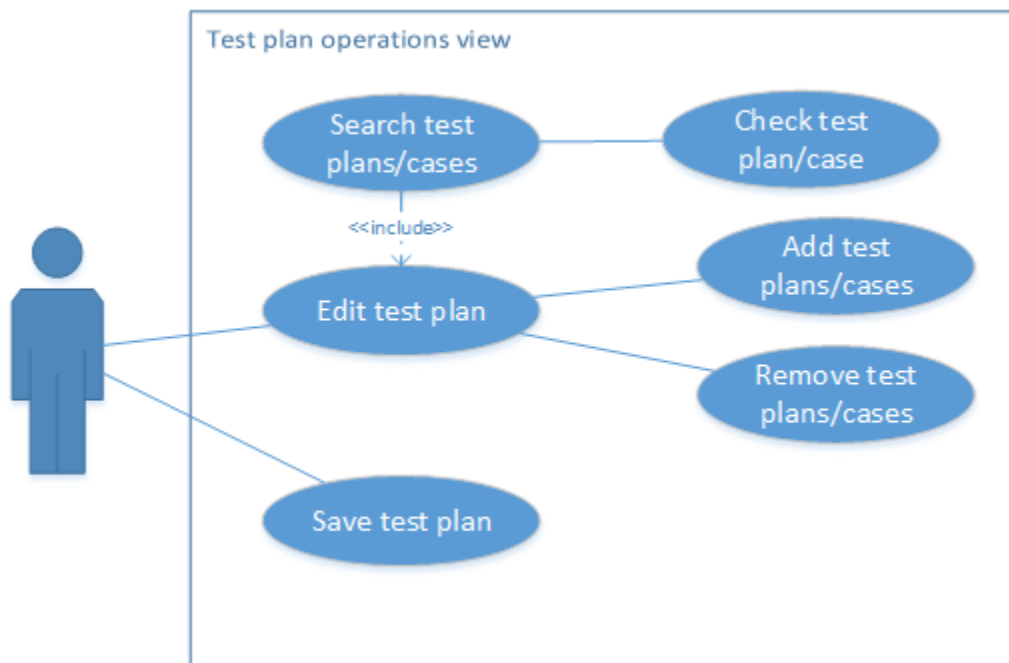 Test plan operations view
Search test
plans/cases
Check test
plan/case
<<include>>
Add test
plans/cases
Edit test plan
Remove test
plans/cases
Save test plan